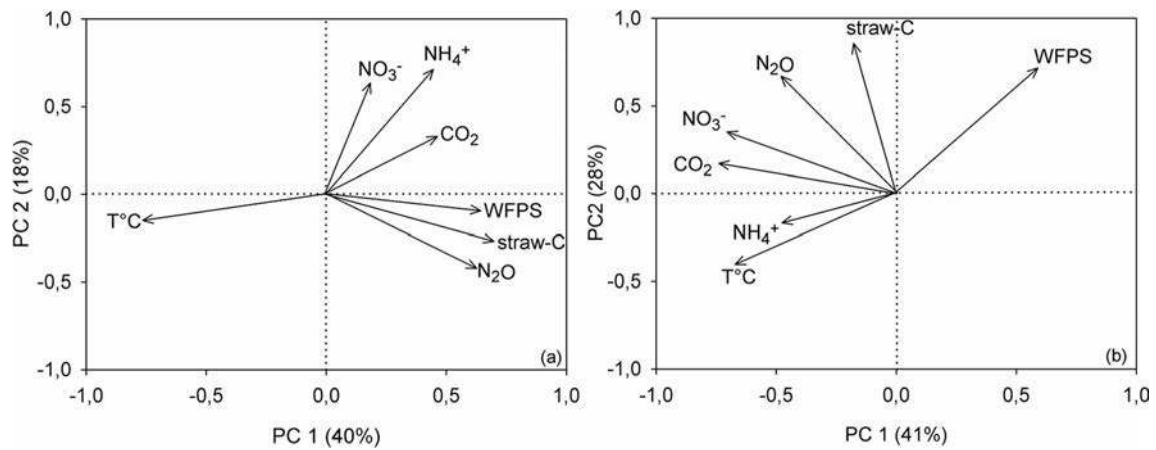 1,0
0,5
0,0
-0,5
-1,0
PC 2 (18%)
NO₃⁻
NH₄⁺
CO₂
T°C
WFPS
straw-C
N₂O
(a)
-1,0 -0,5 0,0 0,5 1,0
PC 1 (40%)
1,0
0,5
0,0
-0,5
-1,0
PC2 (28%)
straw-C
N₂O
WFPS
NO₃⁻
CO₂
NH₄⁺
T°C
(b)
-1,0 -0,5 0,0 0,5 1,0
PC 1 (41%)